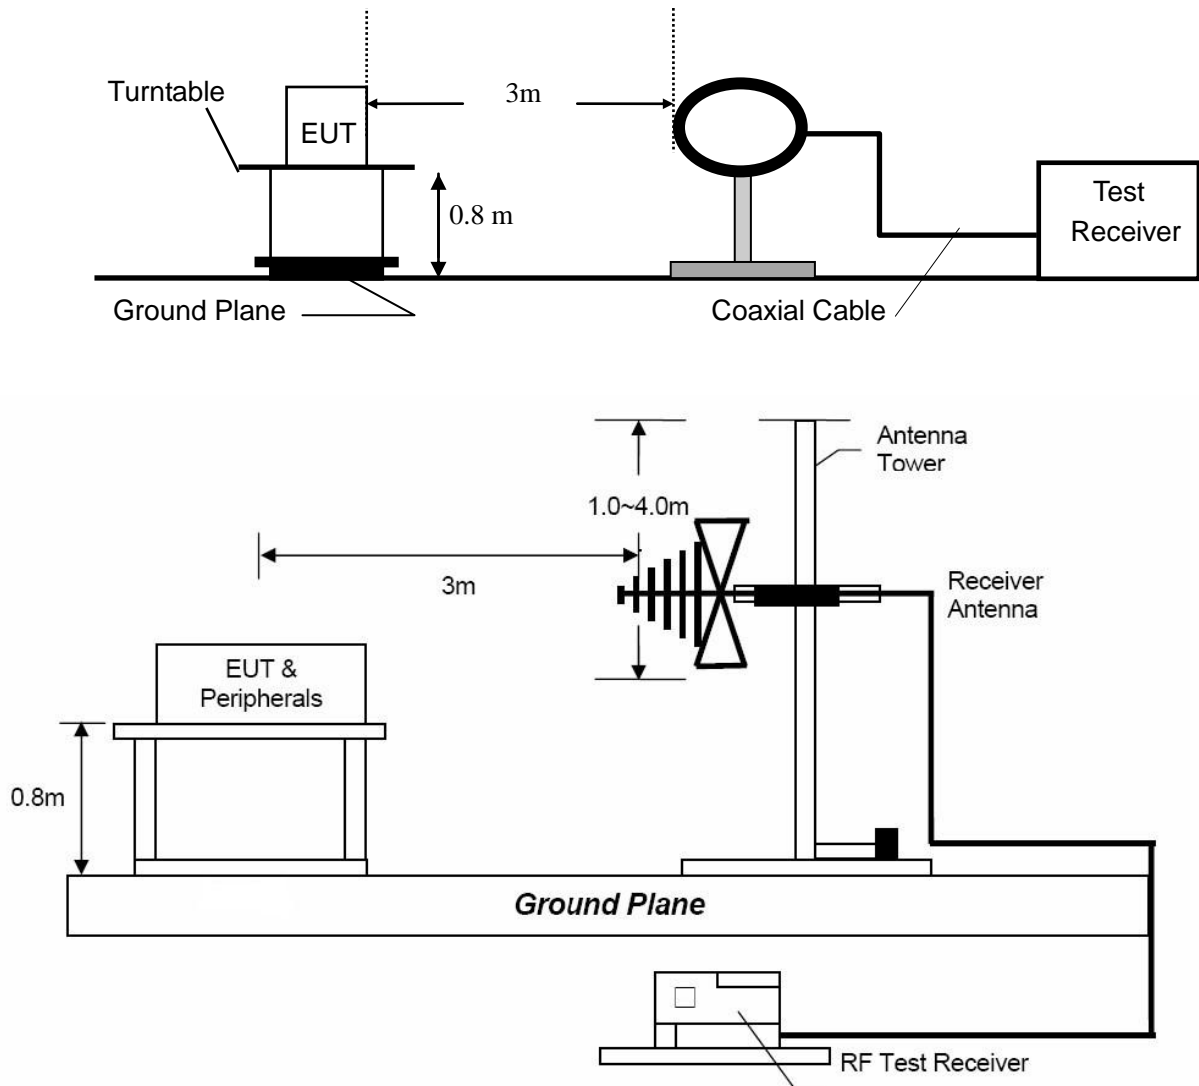 Turntable
3m
EUT
0.8 m
Test
Receiver
Ground Plane
Coaxial Cable
Antenna
Tower
1.0~4.0m
3m
Receiver
Antenna
EUT &
Peripherals
0.8m
Ground Plane
RF Test Receiver